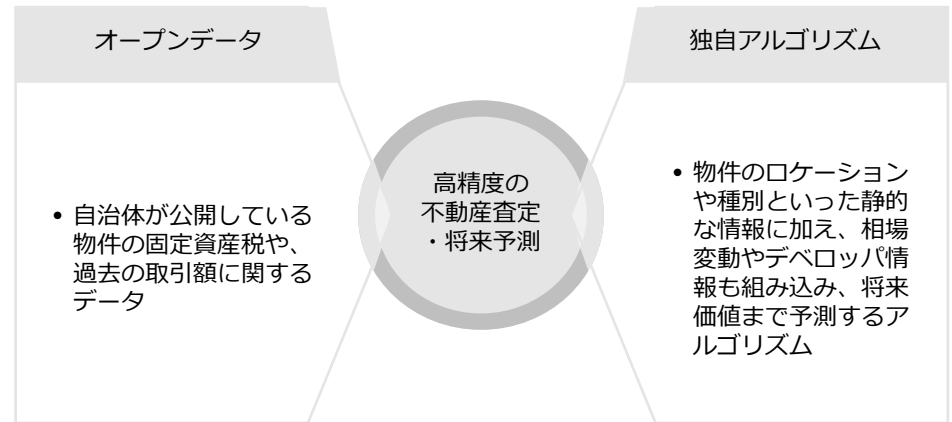 オープンデータ
独自アルゴリズム
• 自治体が公開している
物件の固定資産税や、
過去の取引額に関する
データ
高精度の
不動産査定
・将来予測
• 物件のロケーション
や種別といった静的
な情報に加え、相場
変動やデベロッパ情
報も組み込み、将来
価値まで予測するア
ルゴリズム